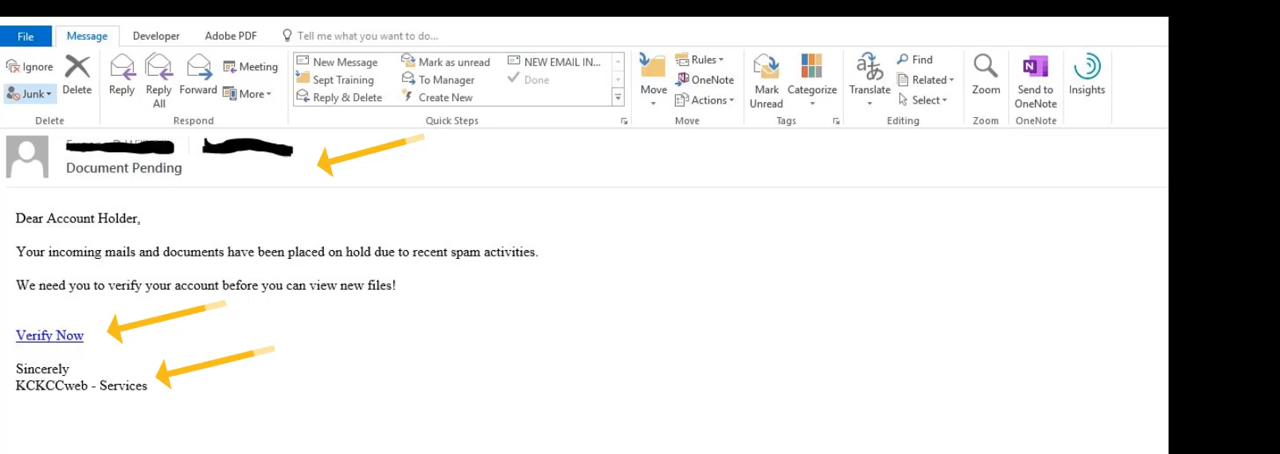 File Message Developer Adobe PDF Tell me what you want to do...
Ignore
Junk
Delete
Delete
Reply
Reply All
Forward
Meeting
More
Respond
New Message Mark as unread NEW EMAIL IN...
Sept Training To Manager Done
Reply & Delete Create New
Quick Steps
Move
Rules
OneNote
Actions
Move
Mark Unread
Categorize
Tags
Translate
Find
Related
Select
Editing
Zoom
Zoom
Send to OneNote
OneNote
Insights
Document Pending
Dear Account Holder,
Your incoming mails and documents have been placed on hold due to recent spam activities.
We need you to verify your account before you can view new files!
Verify Now
Sincerely
KCKCCweb - Services